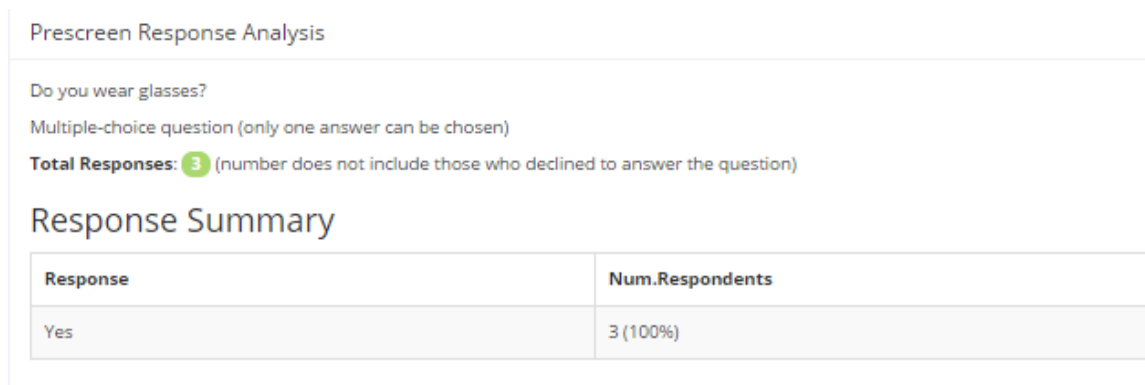 Prescreen Response Analysis
Do you wear glasses?
Multiple-choice question (only one answer can be chosen)
Total Responses: 3 (number does not include those who declined to answer the question)
Response Summary
Response Num.Respondents
Yes 3 (100%)